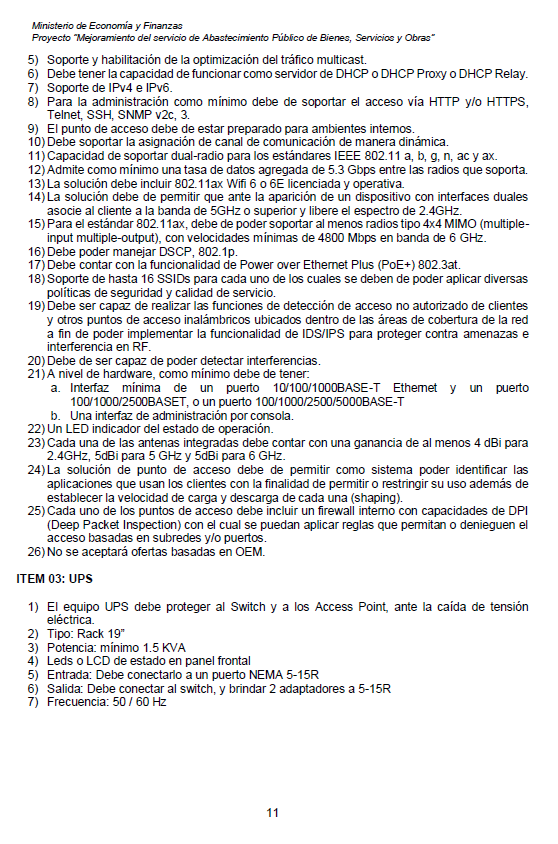 Ministerio de Economía y Finanzas
Proyecto "Mejoramiento del servicio de Abastecimiento Público de Bienes, Servicios y Obras"
5) Soporte y habilitación de la optimización del tráfico multicast.
6) Debe tener la capacidad de funcionar como servidor de DHCP o DHCP Proxy o DHCP Relay.
7) Soporte de IPv4 e IPv6.
8) Para la administración como mínimo debe de soportar el acceso vía HTTP y/o HTTPS,
Telnet, SSH, SNMP v2c, 3.
9) El punto de acceso debe de estar preparado para ambientes internos.
10) Debe soportar la asignación de canal de comunicación de manera dinámica.
11) Capacidad de soportar dual-radio para los estándares IEEE 802.11 a, b, g, n, ac y ax.
12) Admite como mínimo una tasa de datos agregada de 5.3 Gbps entre las radios que soporta.
13) La solución debe incluir 802.11ax Wifi 6 o 6E licenciada y operativa.
14) La solución debe de permitir que ante la aparición de un dispositivo con interfaces duales
asocie al cliente a la banda de 5GHz o superior y libere el espectro de 2.4GHz.
15) Para el estándar 802.11ax, debe de poder soportar al menos radios tipo 4x4 MIMO (multiple-
input multiple-output), con velocidades mínimas de 4800 Mbps en banda de 6 GHz.
16) Debe poder manejar DSCP, 802.1p.
17) Debe contar con la funcionalidad de Power over Ethernet Plus (PoE+) 802.3at.
18) Soporte de hasta 16 SSIDs para cada uno de los cuales se deben de poder aplicar diversas
políticas de seguridad y calidad de servicio.
19) Debe ser capaz de realizar las funciones de detección de acceso no autorizado de clientes
y otros puntos de acceso inalámbricos ubicados dentro de las áreas de cobertura de la red
a fin de poder implementar la funcionalidad de IDS/IPS para proteger contra amenazas e
interferencia en RF.
20) Debe de ser capaz de poder detectar interferencias.
21) A nivel de hardware, como mínimo debe de tener:
a. Interfaz mínima de un puerto 10/100/1000BASE-T Ethernet y un puerto
100/1000/2500BASET, o un puerto 100/1000/2500/5000BASE-T
b. Una interfaz de administración por consola.
22) Un LED indicador del estado de operación.
23) Cada una de las antenas integradas debe contar con una ganancia de al menos 4 dBi para
2.4GHz, 5dBi para 5 GHz y 5dBi para 6 GHz.
24) La solución de punto de acceso debe de permitir como sistema poder identificar las
aplicaciones que usan los clientes con la finalidad de permitir o restringir su uso además de
establecer la velocidad de carga y descarga de cada una (shaping).
25) Cada uno de los puntos de acceso debe incluir un firewall interno con capacidades de DPI
(Deep Packet Inspection) con el cual se puedan aplicar reglas que permitan o denieguen el
acceso basadas en subredes y/o puertos.
26) No se aceptará ofertas basadas en OEM.
ITEM 03: UPS
1) El equipo UPS debe proteger al Switch y a los Access Point, ante la caída de tensión
eléctrica.
2) Tipo: Rack 19"
3) Potencia: mínimo 1.5 KVA
4) Leds o LCD de estado en panel frontal
5) Entrada: Debe conectarlo a un puerto NEMA 5-15R
6) Salida: Debe conectar al switch, y brindar 2 adaptadores a 5-15R
7) Frecuencia: 50 / 60 Hz
11